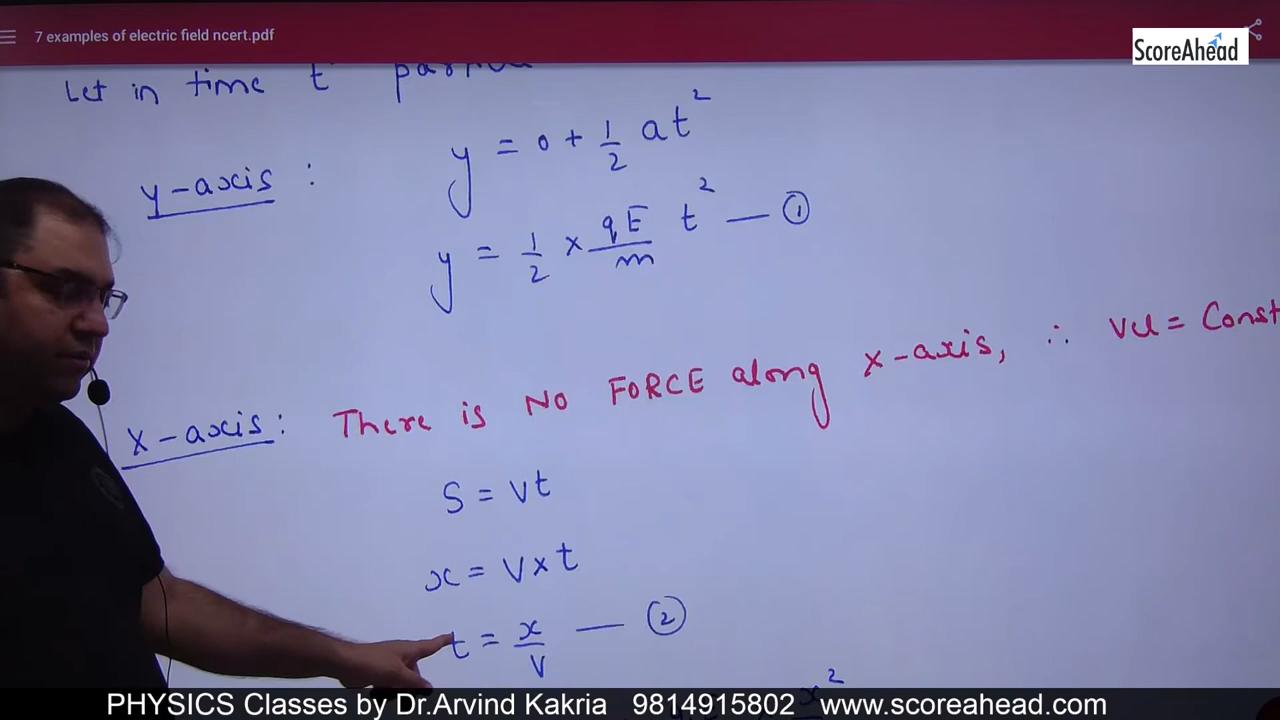 7 examples of electric field ncert.pdf
ScoreAhead
Let in time t
y-axis : y = 0 + 1/2 at²
y = 1/2 × qE/m t² — ①
x-axis : There is NO FORCE along x-axis, ∴ Vel = Const
S = vt
x = v × t
t = x/v — ②
x²
PHYSICS Classes by Dr.Arvind Kakria 9814915802 www.scoreahead.com